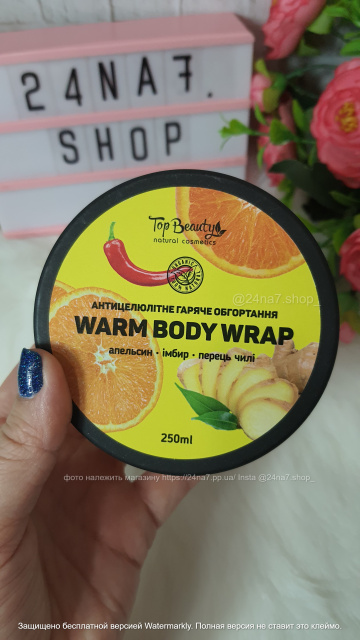 24NA7.
SHOP
Top Beauty
natural cosmetics
АНТИЦЕЛЮЛІТНЕ ГАРЯЧЕ ОБГОРТАННЯ
WARM BODY WRAP
апельсин · імбир · перець чилі
250ml
@24na7.shop_
фото належить магазину https://24na7.pp.ua/ Insta @24na7.shop_
Защищено бесплатной версией Watermarkly. Полная версия не ставит это клеймо.